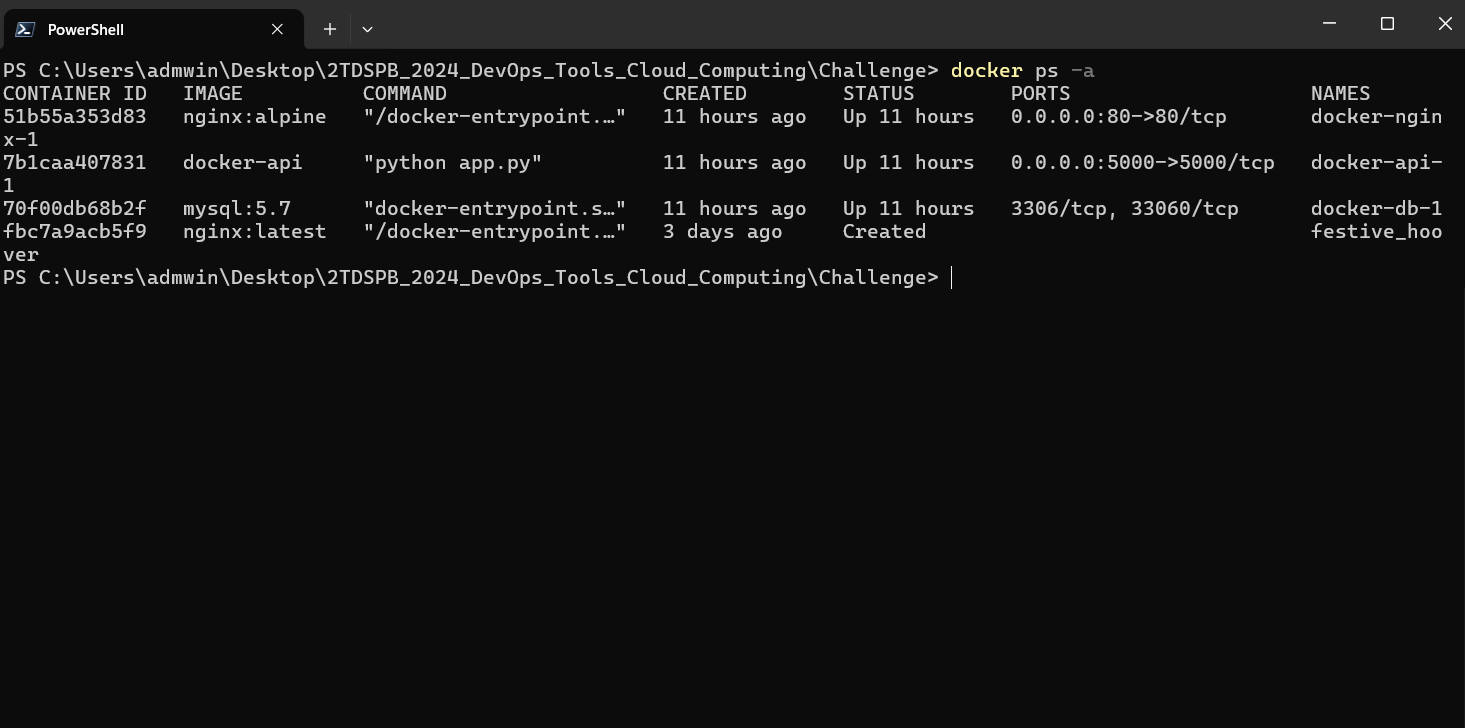 PowerShell
PS C:\Users\admwin\Desktop\2TDSPB_2024_DevOps_Tools_Cloud_Computing\Challenge> docker ps -a
CONTAINER ID   IMAGE          COMMAND                  CREATED        STATUS        PORTS                    NAMES
51b55a353d83   nginx:alpine   "/docker-entrypoint.…"   11 hours ago   Up 11 hours   0.0.0.0:80->80/tcp       docker-ngin
x-1
7b1caa407831   docker-api     "python app.py"          11 hours ago   Up 11 hours   0.0.0.0:5000->5000/tcp   docker-api-
1
70f00db68b2f   mysql:5.7      "docker-entrypoint.s…"   11 hours ago   Up 11 hours   3306/tcp, 33060/tcp      docker-db-1
fbc7a9acb5f9   nginx:latest   "/docker-entrypoint.…"   3 days ago     Created                                festive_hoo
ver
PS C:\Users\admwin\Desktop\2TDSPB_2024_DevOps_Tools_Cloud_Computing\Challenge>